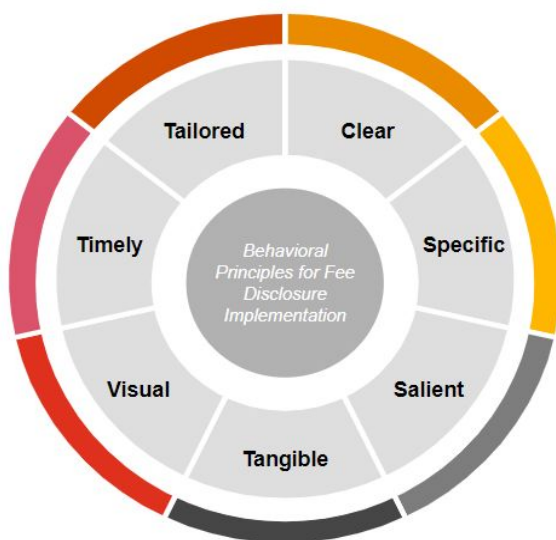 Tailored
Clear
Timely
Specific
Behavioral
Principles for Fee
Disclosure
Implementation
Visual
Salient
Tangible